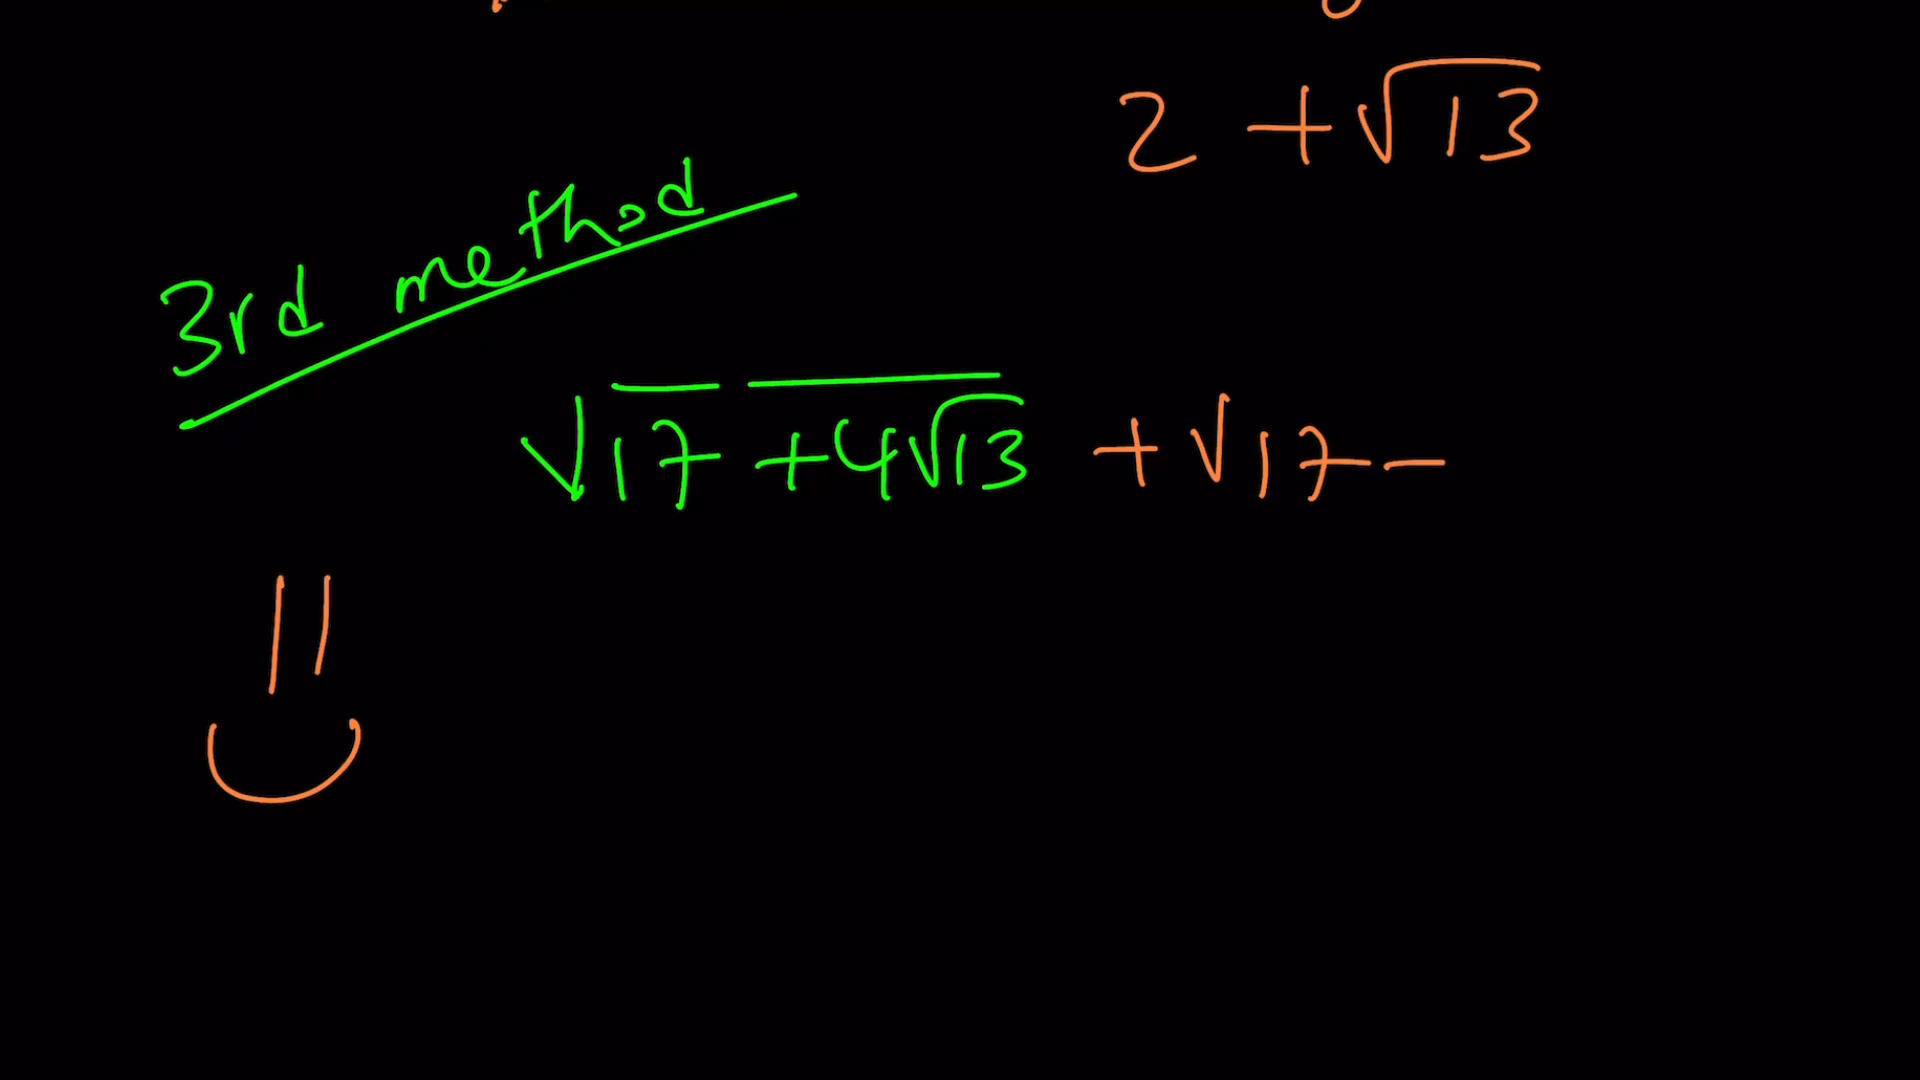 2 + √13
3rd method
√17 + 4√13 + √17 -